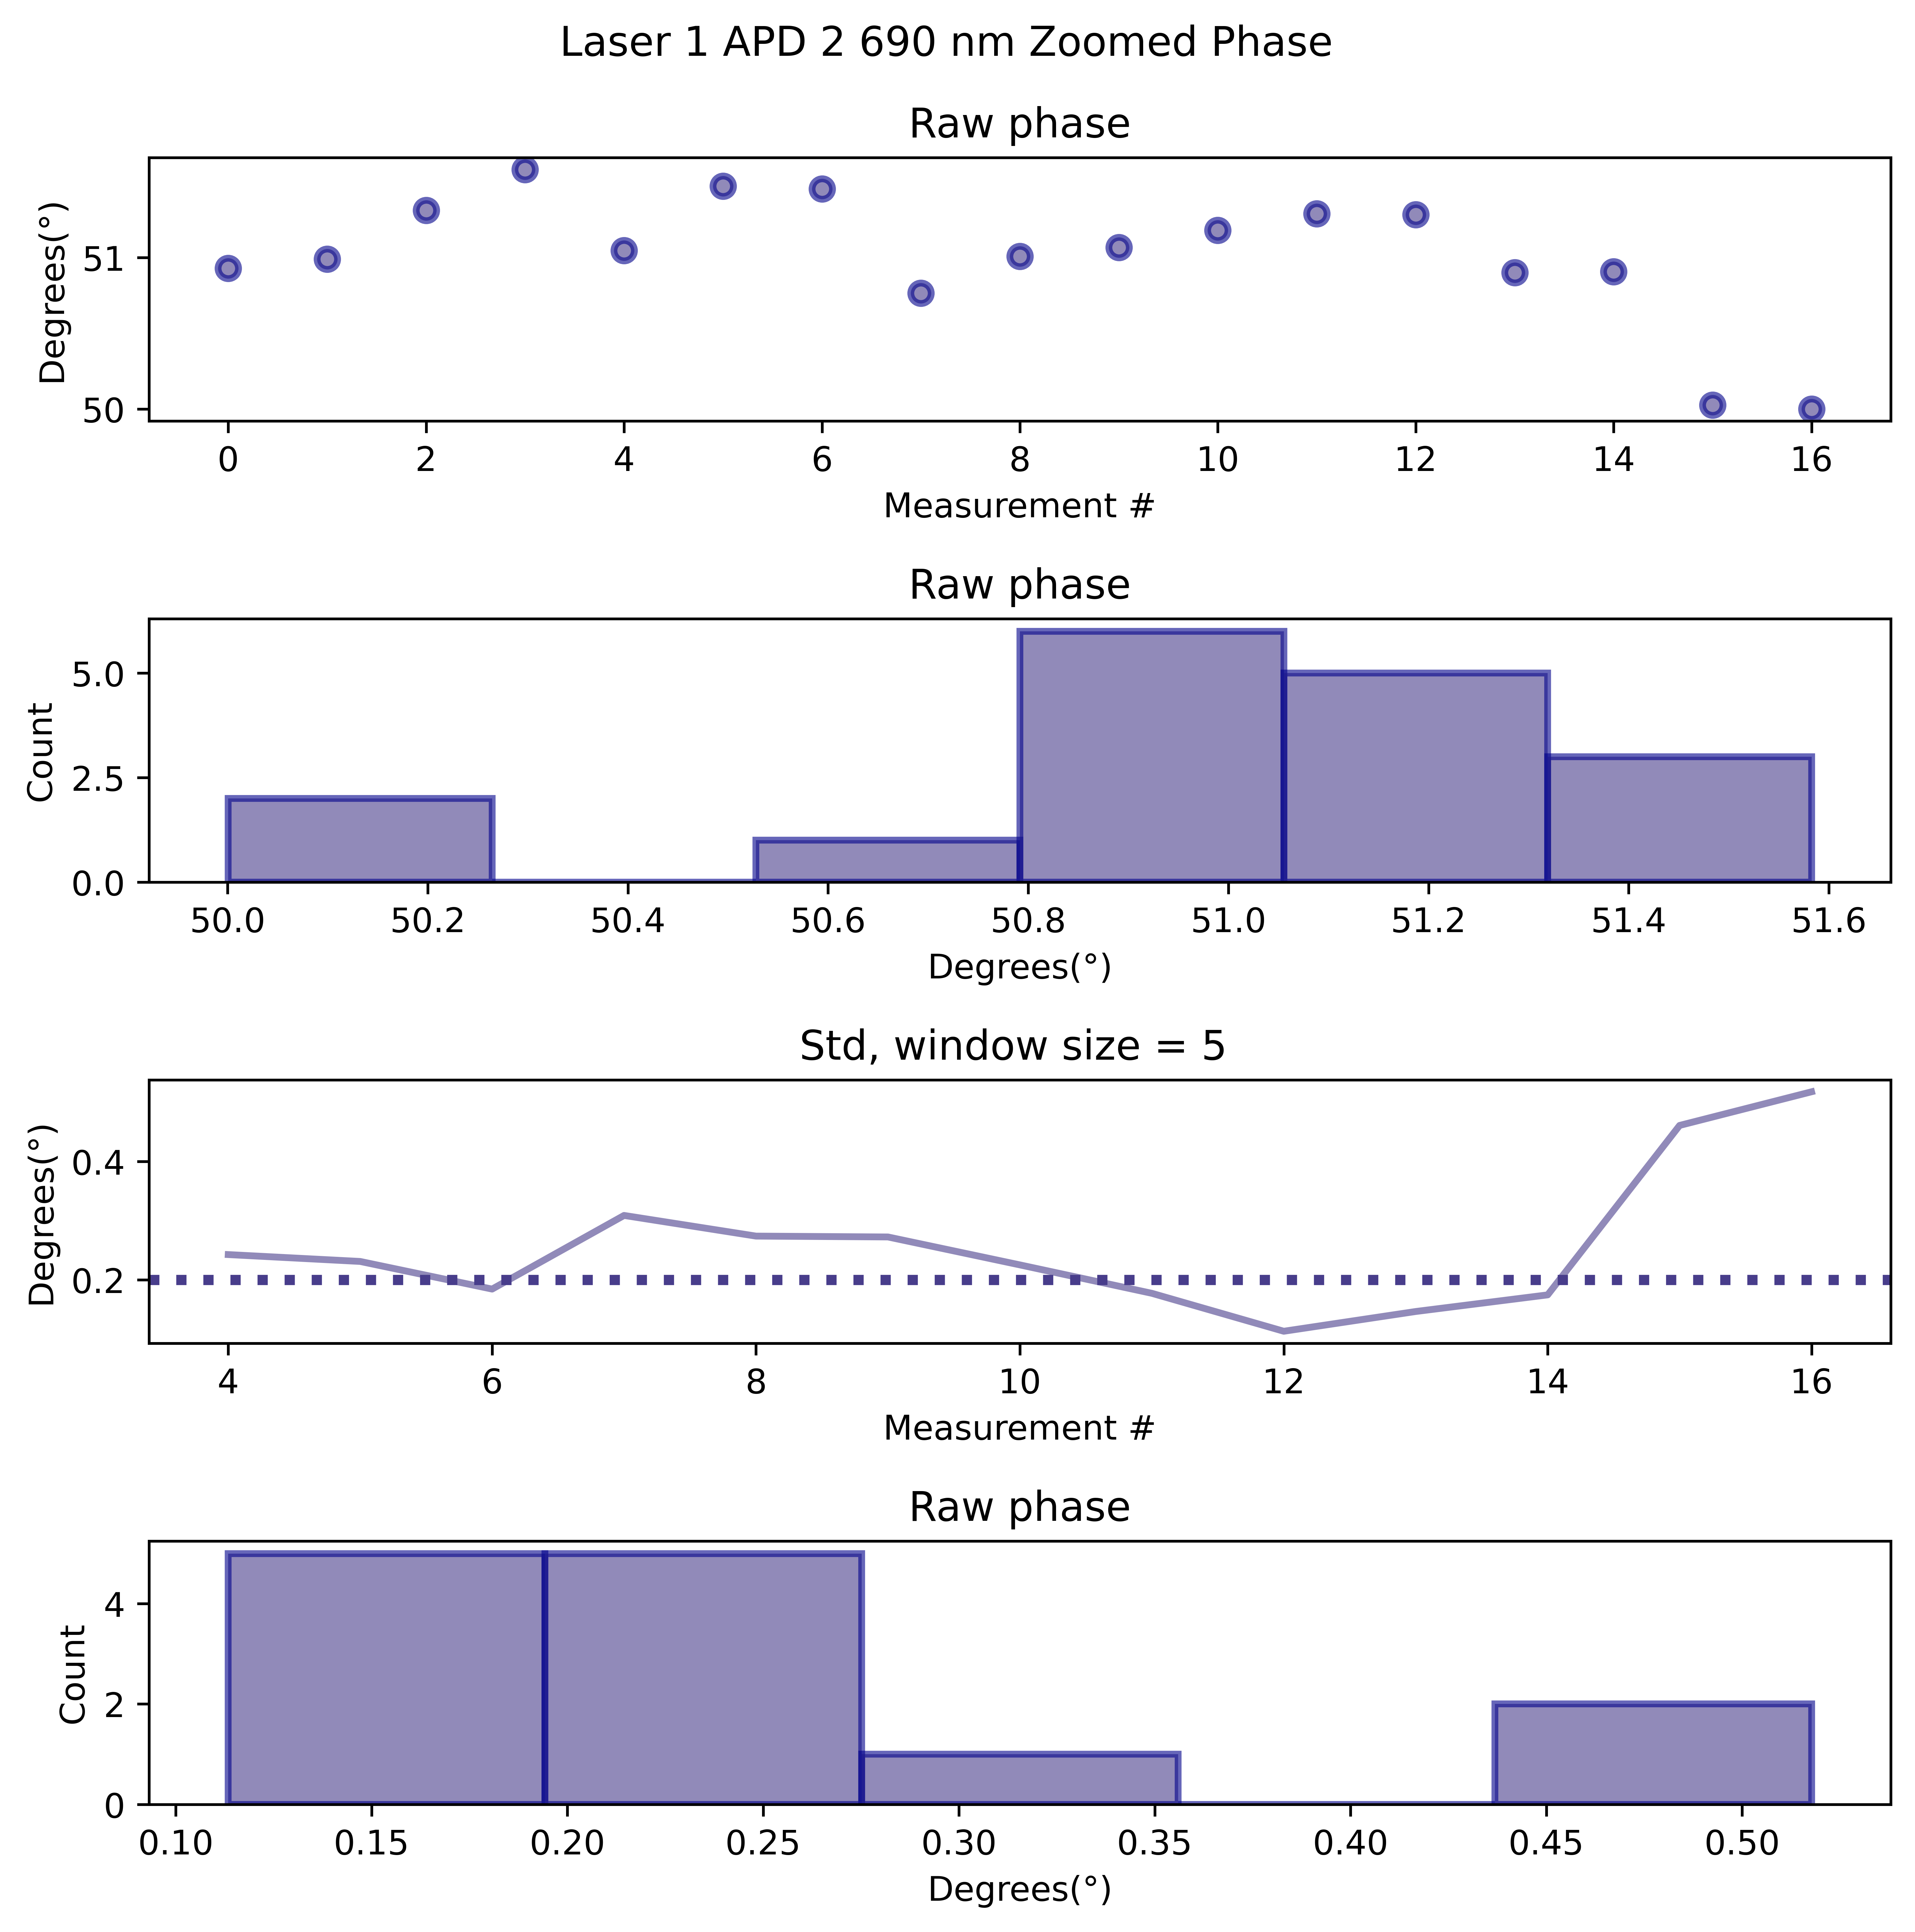 Laser 1 APD 2 690 nm Zoomed Phase
Raw phase
Degrees(°)
51
50
0 2 4 6 8 10 12 14 16
Measurement #
Raw phase
Count
5.0
2.5
0.0
50.0 50.2 50.4 50.6 50.8 51.0 51.2 51.4 51.6
Degrees(°)
Std, window size = 5
Degrees(°)
0.4
0.2
4 6 8 10 12 14 16
Measurement #
Raw phase
Count
4
2
0
0.10 0.15 0.20 0.25 0.30 0.35 0.40 0.45 0.50
Degrees(°)